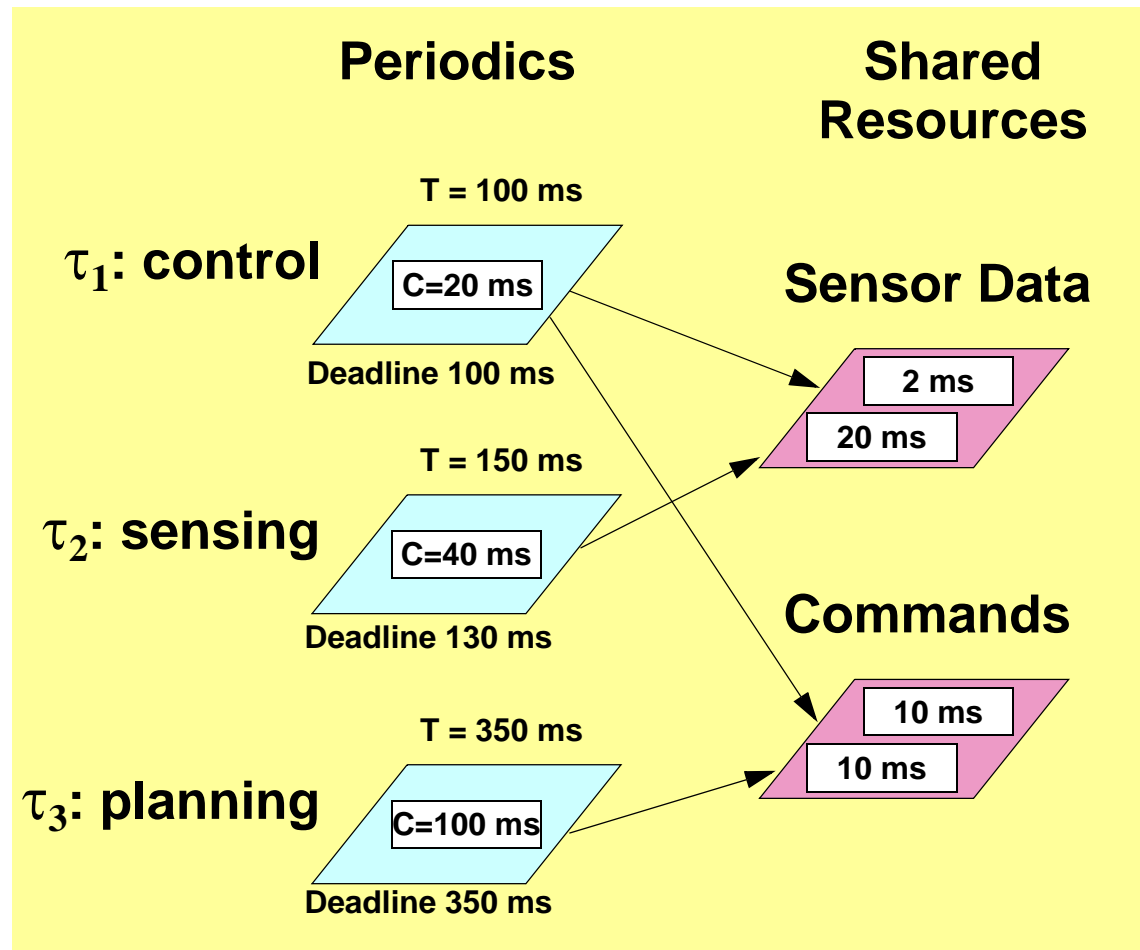 Periodics
Shared
Resources
T = 100 ms
τ1: control
C=20 ms
Deadline 100 ms
Sensor Data
2 ms
20 ms
T = 150 ms
τ2: sensing
C=40 ms
Deadline 130 ms
Commands
10 ms
10 ms
T = 350 ms
τ3: planning
C=100 ms
Deadline 350 ms